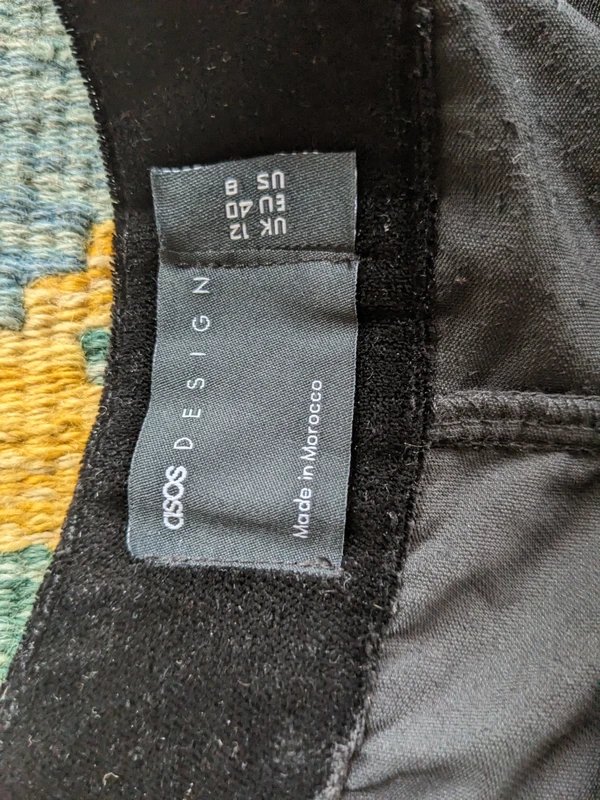 asos DESIGN
Made in Morocco
UK 12
EU 40
US 8